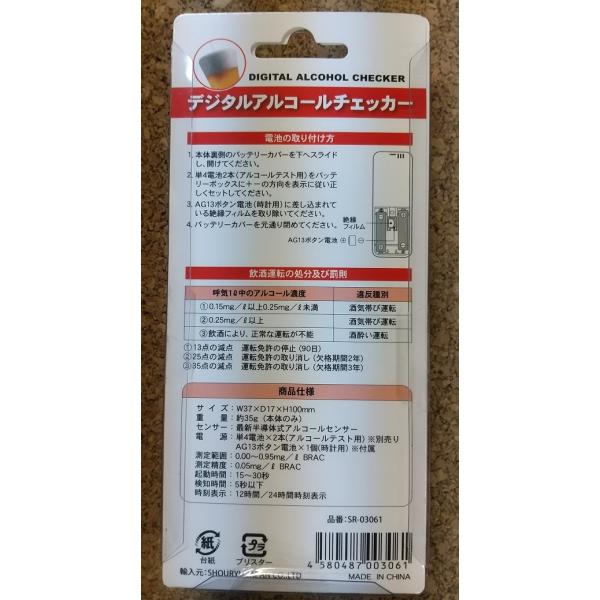 DIGITAL ALCOHOL CHECKER
デジタルアルコールチェッカー
電池の取り付け方
1. 本体裏側のバッテリーカバーを下へスライド
し、開けてください。
2. 単4電池2本(アルコールテスト用)をバッテ
リーボックスに+−の方向を表示に従い正
しくセットしてください。
3. AG13ボタン電池(時計用)に差し込まれて
いる絶縁フィルムを取り除いてください。
4. バッテリーカバーを元通り閉めてください。
絶縁
フィルム
AG13ボタン電池 ⊕ ⊖
飲酒運転の処分及び罰則
呼気1ℓ中のアルコール濃度 違反種別
①0.15mg/ℓ以上0.25mg/ℓ未満 酒気帯び運転
②0.25mg/ℓ以上 酒気帯び運転
③飲酒により、正常な運転が不能 酒酔い運転
①13点の減点 運転免許の停止(90日)
②25点の減点 運転免許の取り消し(欠格期間2年)
③35点の減点 運転免許の取り消し(欠格期間3年)
商品仕様
サイズ:W37×D17×H100mm
重量:約35g(本体のみ)
センサー:最新半導体式アルコールセンサー
電源:単4電池×2本(アルコールテスト用)※別売り
AG13ボタン電池×1個(時計用)※付属
測定範囲:0.00〜0.95mg/ℓ BRAC
測定精度:0.05mg/ℓ BRAC
起動時間:15〜30秒
検知時間:5秒以下
時刻表示:12時間/24時間時刻表示
品番:SR-03061
紙
台紙
プラ
ブリスター
4 580487 003061
輸入元:SHOURYU JAPAN CO.,LTD
MADE IN CHINA